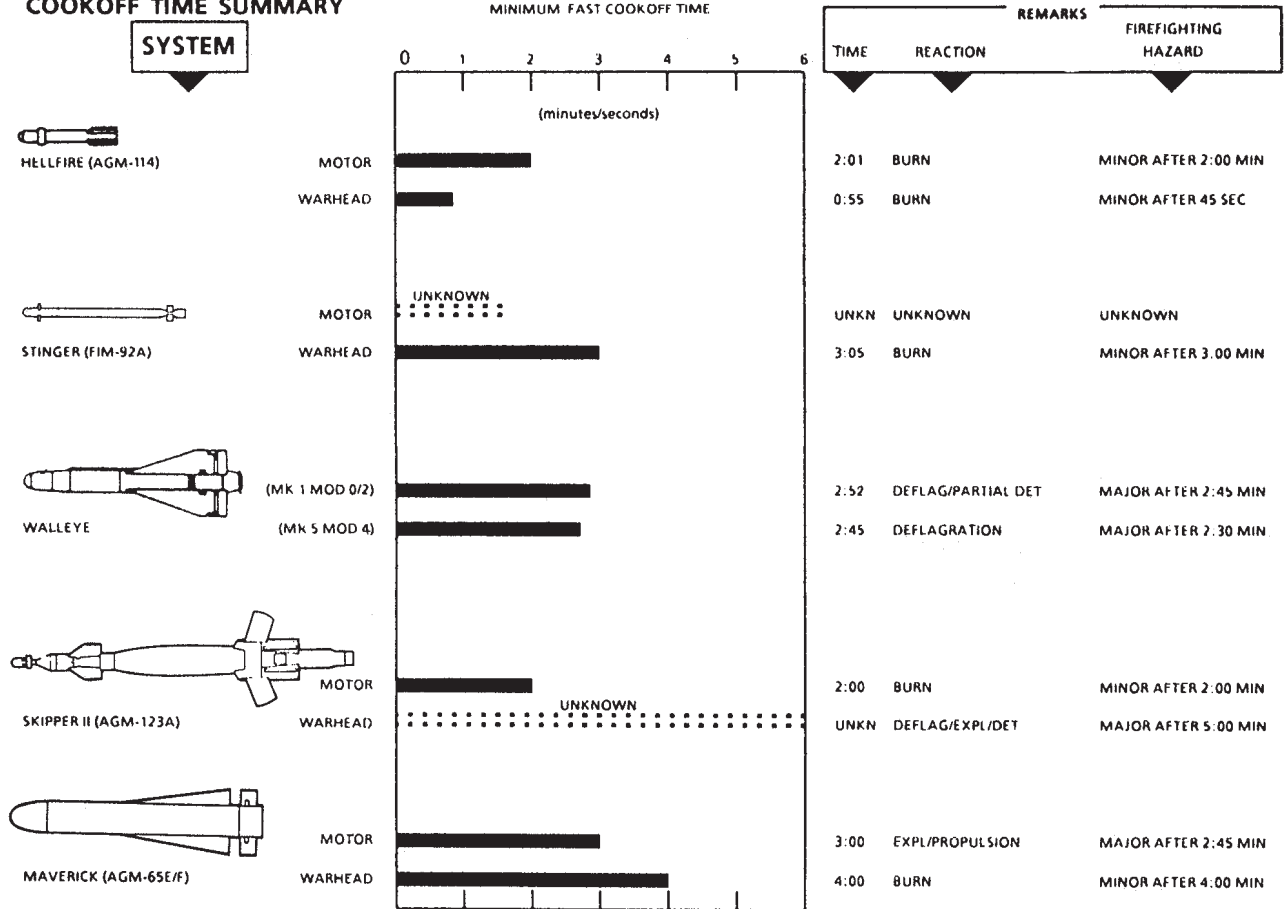 COOKOFF TIME SUMMARY
MINIMUM FAST COOKOFF TIME
REMARKS
SYSTEM
FIREFIGHTING
TIME REACTION HAZARD
0 1 2 3 4 5 6
(minutes/seconds)
HELLFIRE (AGM-114) MOTOR 2:01 BURN MINOR AFTER 2:00 MIN
WARHEAD 0:55 BURN MINOR AFTER 45 SEC
UNKNOWN
MOTOR UNKN UNKNOWN UNKNOWN
STINGER (FIM-92A) WARHEAD 3:05 BURN MINOR AFTER 3.00 MIN
(MK 1 MOD 0/2) 2:52 DEFLAG/PARTIAL DET MAJOR AFTER 2:45 MIN
WALLEYE (MK 5 MOD 4) 2:45 DEFLAGRATION MAJOR AFTER 2:30 MIN
MOTOR 2:00 BURN MINOR AFTER 2:00 MIN
UNKNOWN
SKIPPER II (AGM-123A) WARHEAD UNKN DEFLAG/EXPL/DET MAJOR AFTER 5:00 MIN
MOTOR 3:00 EXPL/PROPULSION MAJOR AFTER 2:45 MIN
MAVERICK (AGM-65E/F) WARHEAD 4:00 BURN MINOR AFTER 4:00 MIN